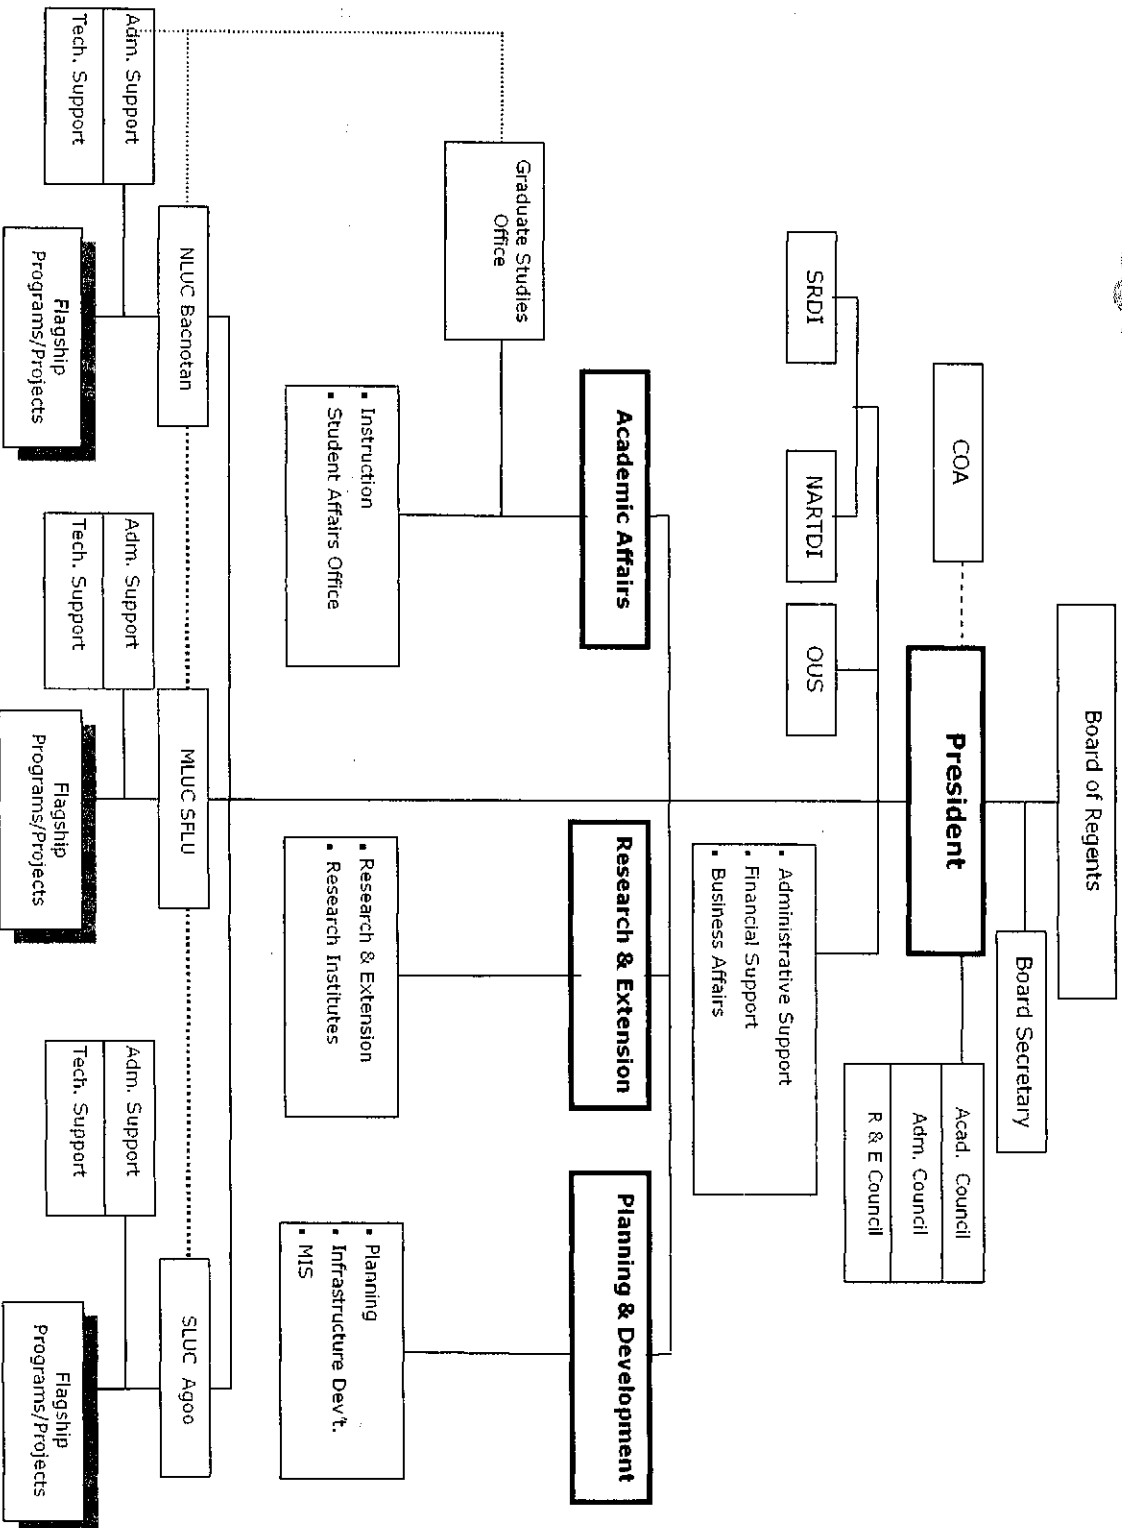 Board of Regents
Board Secretary
COA
President
Acad. Council
Adm. Council
R & E Council
SRDI
NARTDI
OUS
▪ Administrative Support
▪ Financial Support
▪ Business Affairs
Academic Affairs
Research & Extension
Planning & Development
Graduate Studies
Office
▪ Instruction
▪ Student Affairs Office
▪ Research & Extension
▪ Research Institutes
▪ Planning
▪ Infrastructure Dev't.
▪ MIS
NLUC Bacnotan
MLUC SFLU
SLUC Agoo
Adm. Support
Tech. Support
Flagship
Programs/Projects
Adm. Support
Tech. Support
Flagship
Programs/Projects
Adm. Support
Tech. Support
Flagship
Programs/Projects